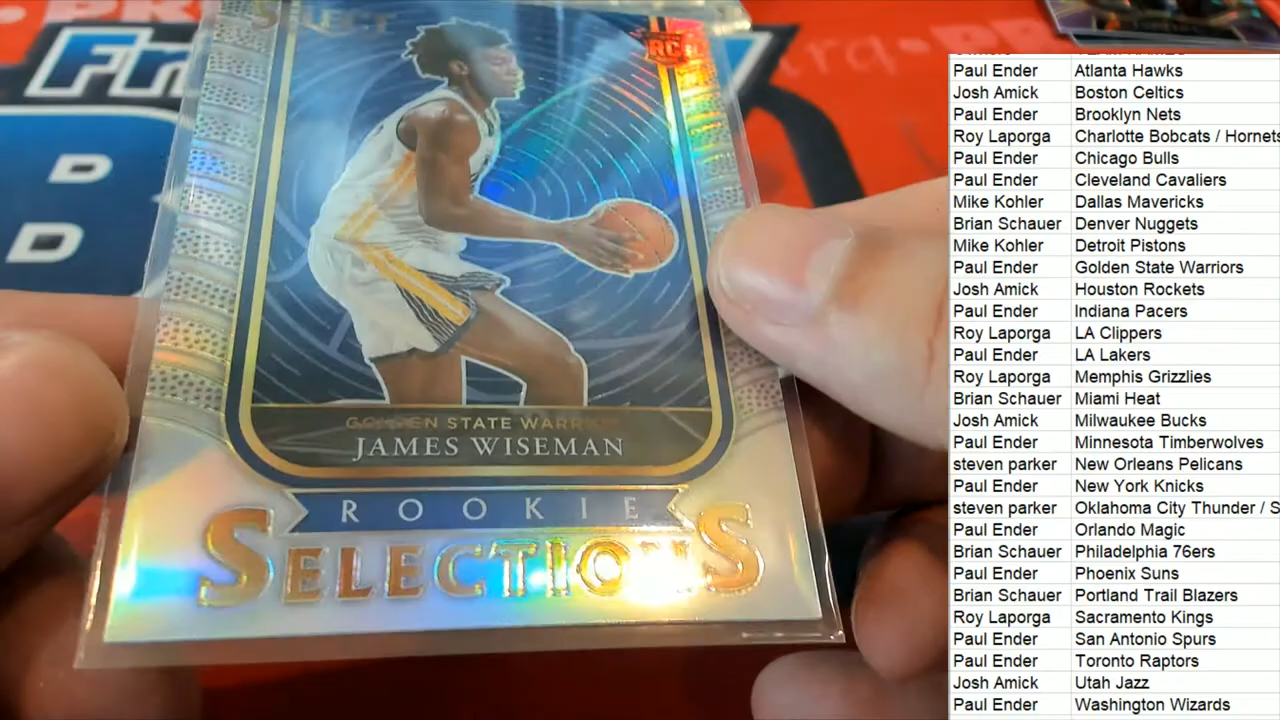 SELECT
RC
GOLDEN STATE WARRIORS
JAMES WISEMAN
ROOKIE
SELECTIONS
D
D
Paul Ender Atlanta Hawks
Josh Amick Boston Celtics
Paul Ender Brooklyn Nets
Roy Laporga Charlotte Bobcats / Hornets
Paul Ender Chicago Bulls
Paul Ender Cleveland Cavaliers
Mike Kohler Dallas Mavericks
Brian Schauer Denver Nuggets
Mike Kohler Detroit Pistons
Paul Ender Golden State Warriors
Josh Amick Houston Rockets
Paul Ender Indiana Pacers
Roy Laporga LA Clippers
Paul Ender LA Lakers
Roy Laporga Memphis Grizzlies
Brian Schauer Miami Heat
Josh Amick Milwaukee Bucks
Paul Ender Minnesota Timberwolves
steven parker New Orleans Pelicans
Paul Ender New York Knicks
steven parker Oklahoma City Thunder / S
Paul Ender Orlando Magic
Brian Schauer Philadelphia 76ers
Paul Ender Phoenix Suns
Brian Schauer Portland Trail Blazers
Roy Laporga Sacramento Kings
Paul Ender San Antonio Spurs
Paul Ender Toronto Raptors
Josh Amick Utah Jazz
Paul Ender Washington Wizards